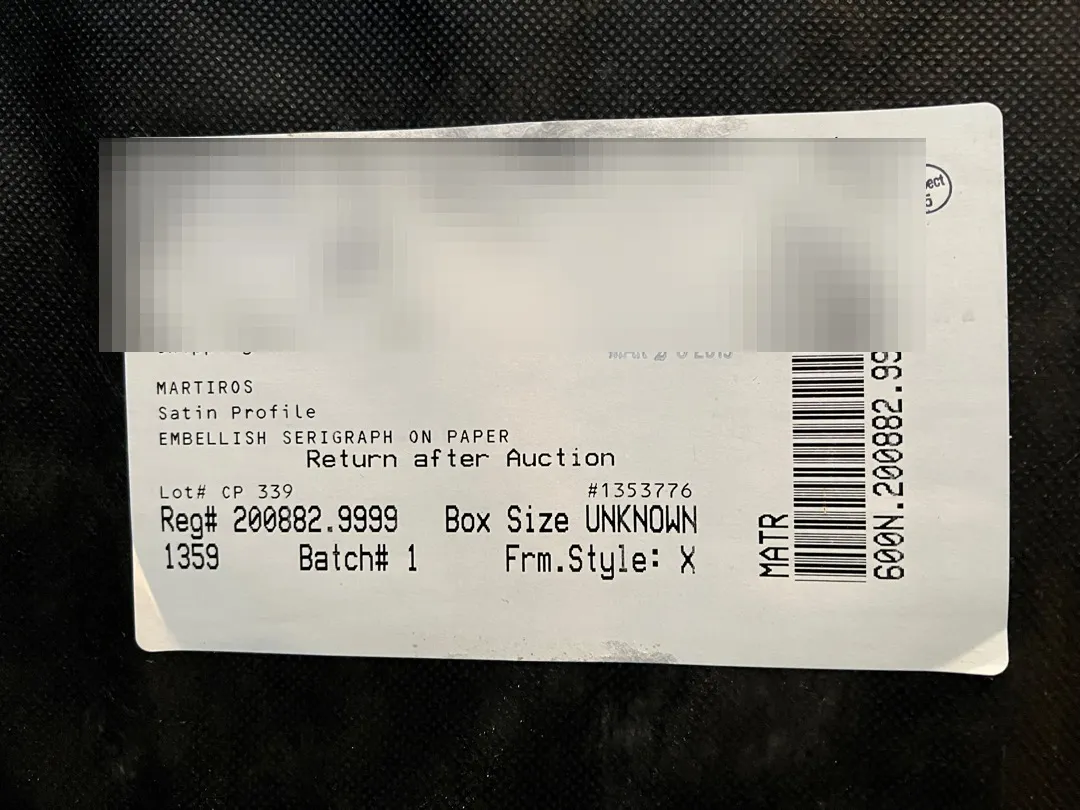 MARTIROS
Satin Profile
EMBELLISH SERIGRAPH ON PAPER
Return after Auction
Lot# CP 339
#1353776
Reg# 200882.9999 Box Size UNKNOWN
1359 Batch# 1 Frm.Style: X
MATR
600N.200882.99